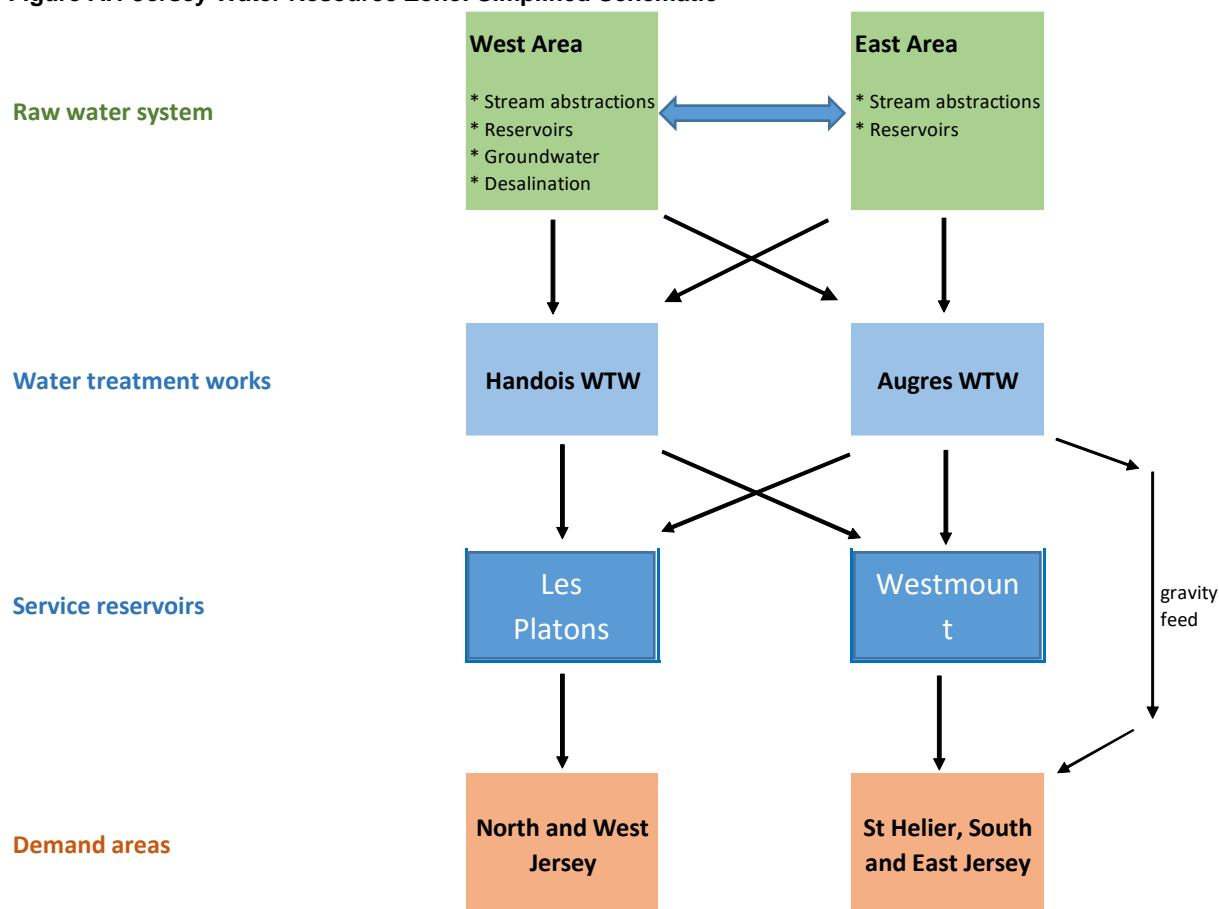 West Area
* Stream abstractions
* Reservoirs
* Groundwater
* Desalination
East Area
* Stream abstractions
* Reservoirs
Raw water system
Water treatment works
Handois WTW
Augres WTW
Service reservoirs
Les
Platons
Westmoun
t
gravity
feed
Demand areas
North and West
Jersey
St Helier, South
and East Jersey